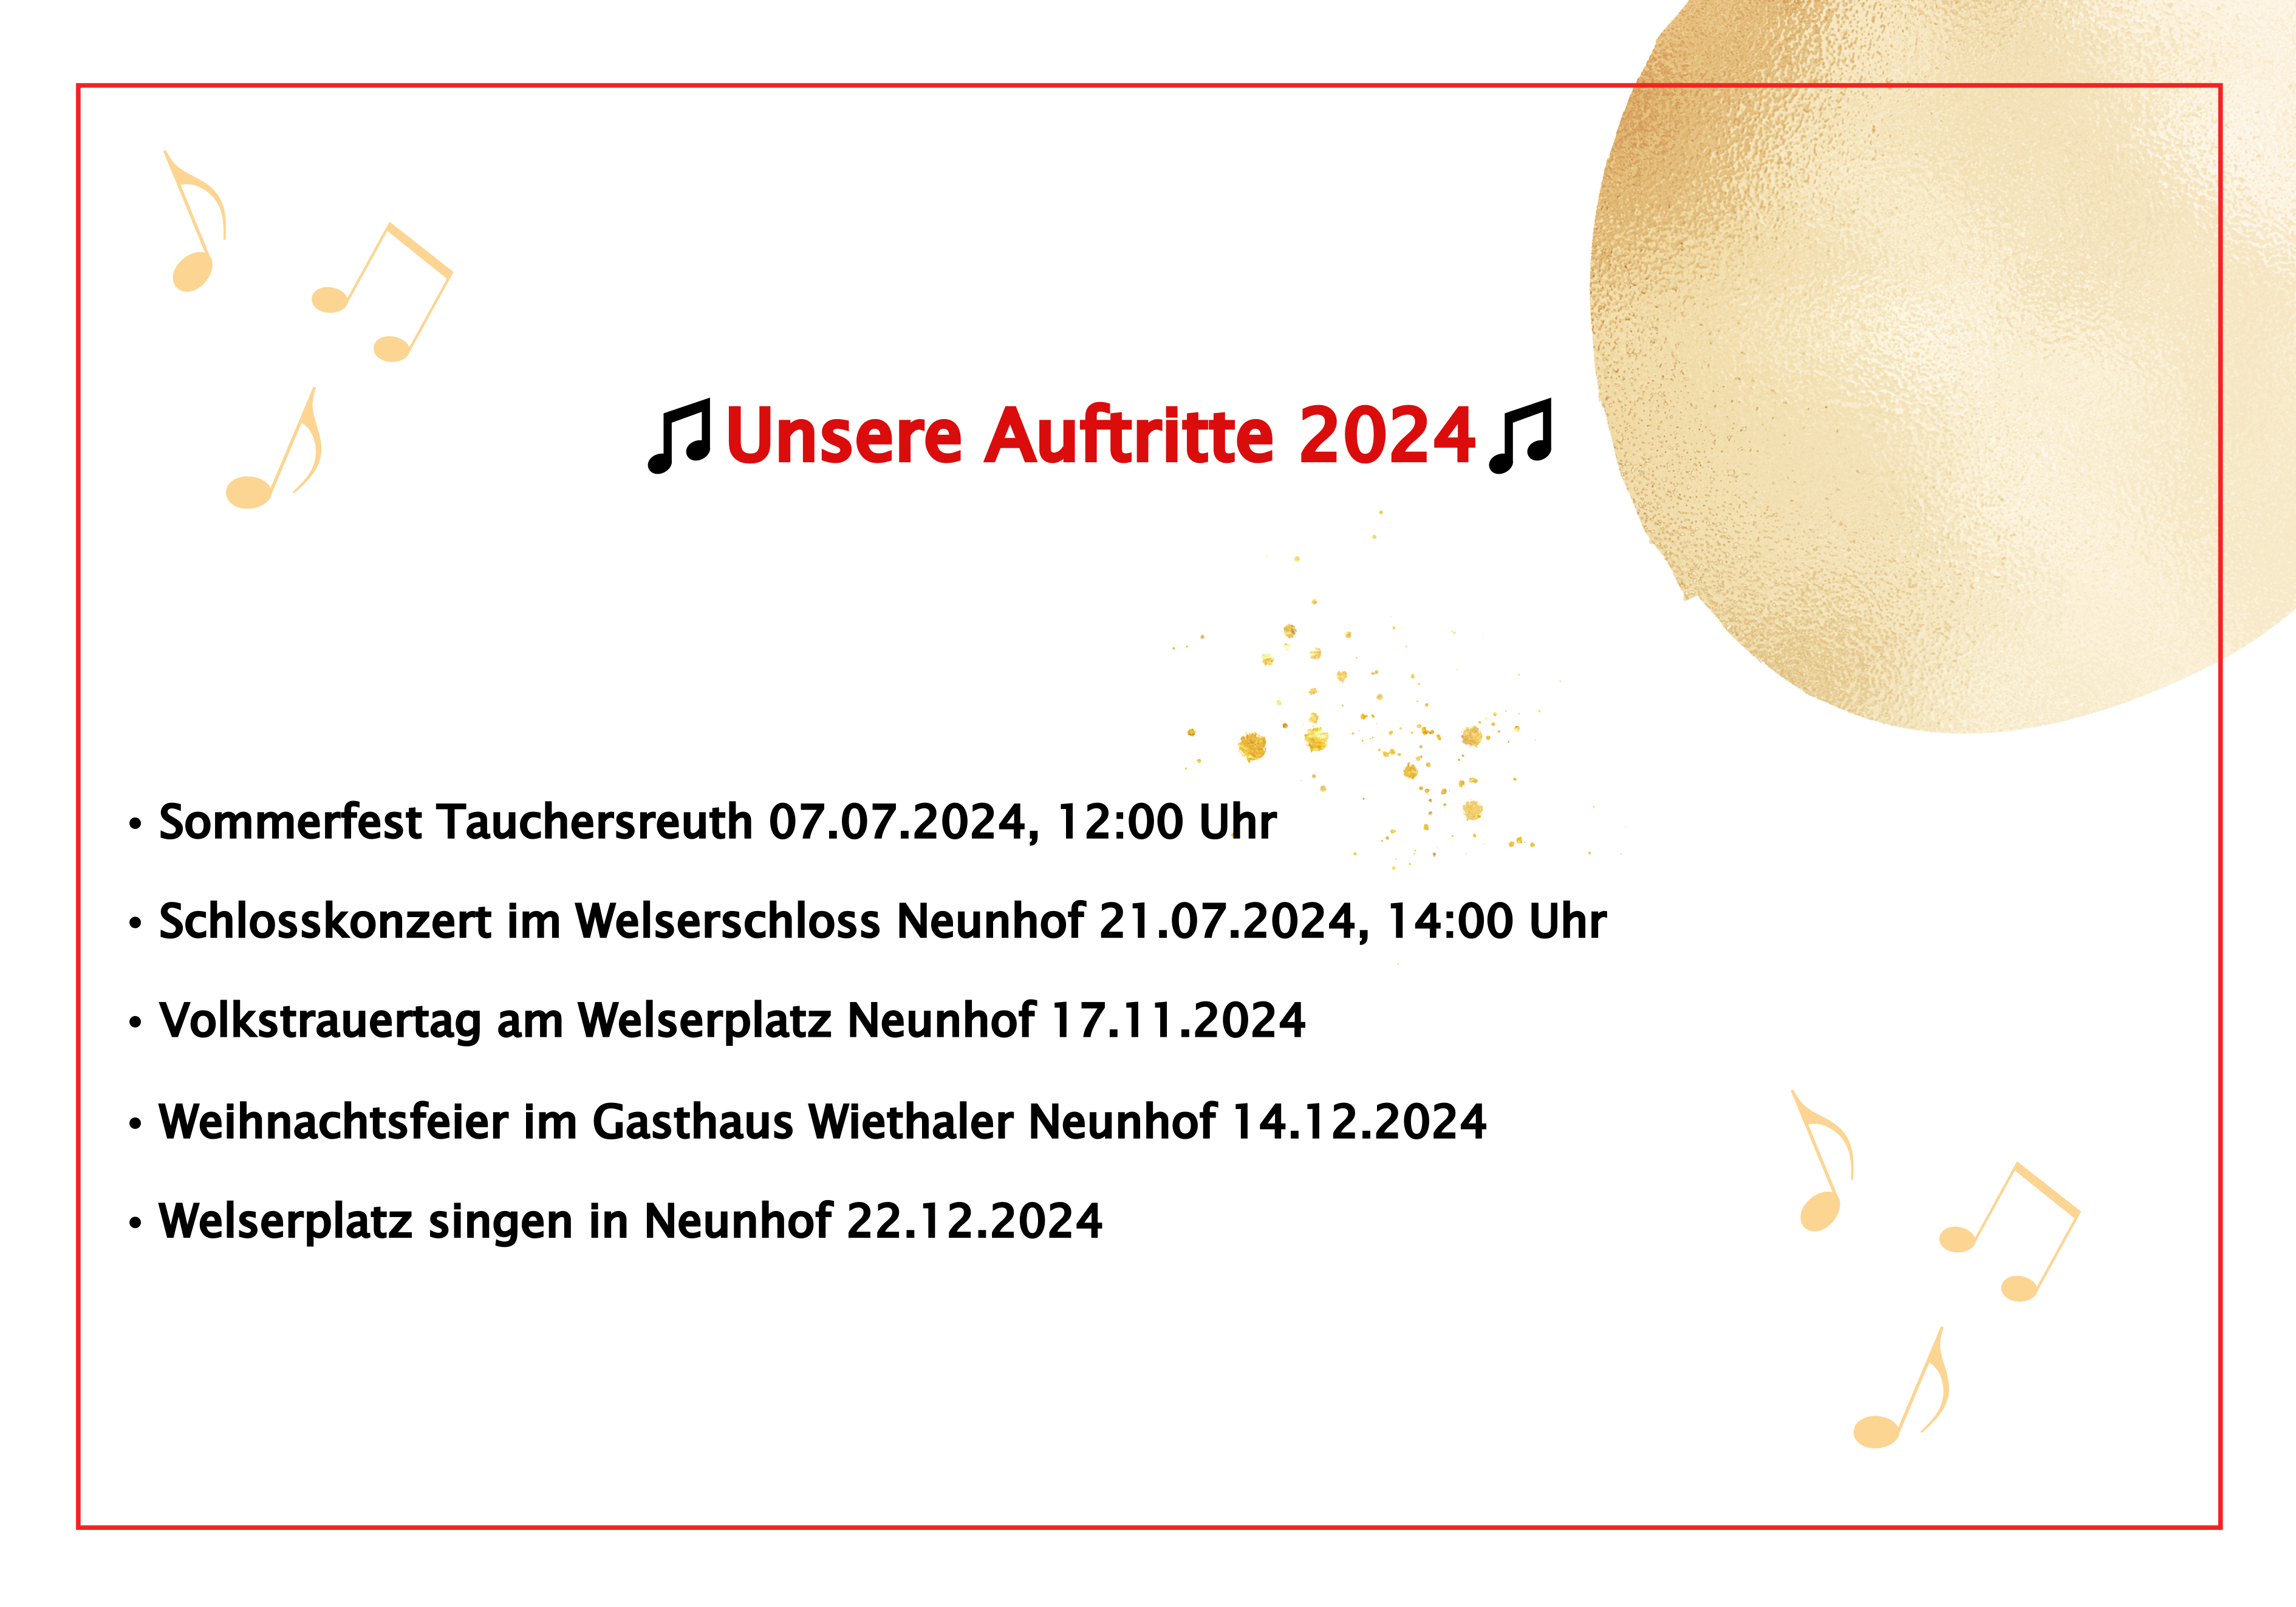 Unsere Auftritte 2024
• Sommerfest Tauchersreuth 07.07.2024, 12:00 Uhr
• Schlosskonzert im Welserschloss Neunhof 21.07.2024, 14:00 Uhr
• Volkstrauertag am Welserplatz Neunhof 17.11.2024
• Weihnachtsfeier im Gasthaus Wiethaler Neunhof 14.12.2024
• Welserplatz singen in Neunhof 22.12.2024